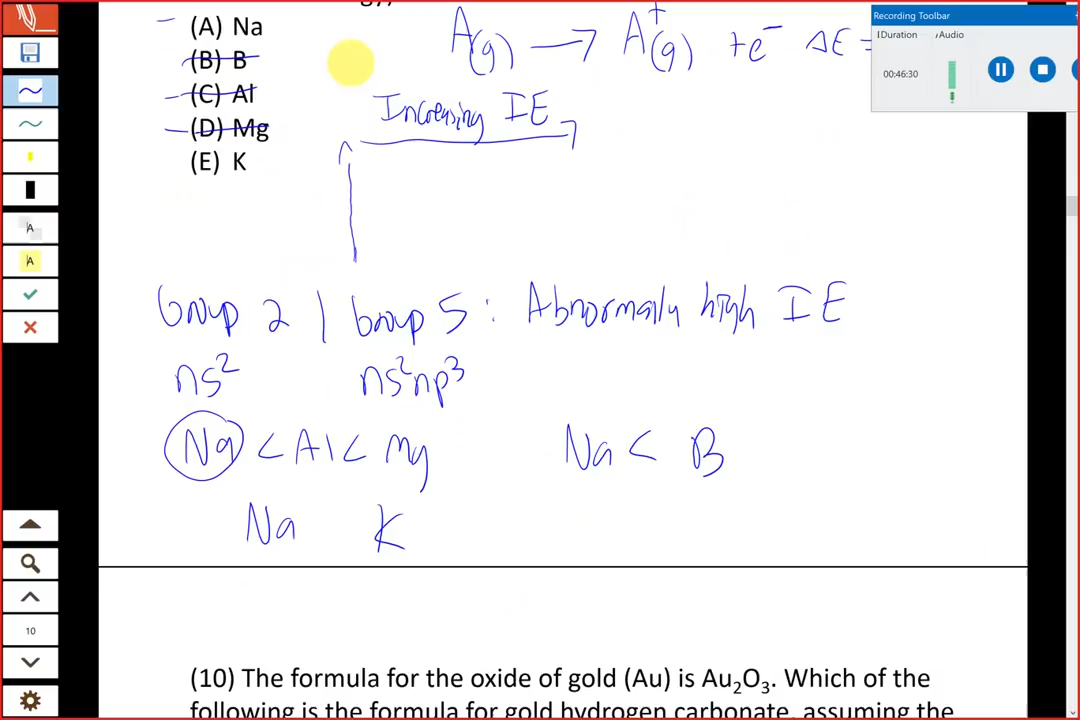 Recording Toolbar
Duration
Audio
00:46:30
(A) Na
(B) B
(C) Al
(D) Mg
(E) K
A(g) → A⁺(g) + e⁻ ΔE =
Increasing IE
Group 2 | Group 5 : Abnormally high IE
ns² ns²np³
Na < Al < Mg Na < B
Na K
10
(10) The formula for the oxide of gold (Au) is Au₂O₃. Which of the
following is the formula for gold hydrogen carbonate, assuming the